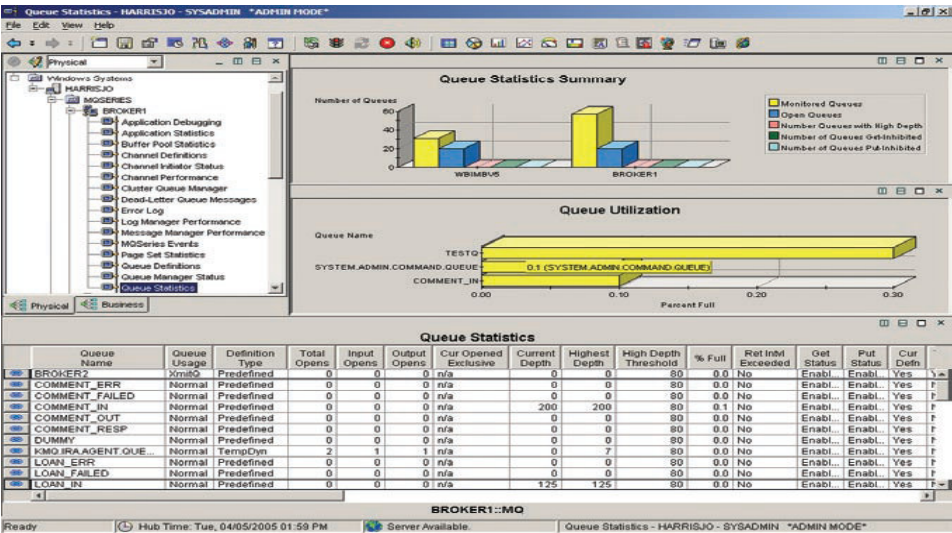 Queue Statistics - HARRISJO - SYSADMIN *ADMIN MODE*
File Edit View Help
Physical
Windows Systems
HARRISJO
MQSERIES
BROKER1
Application Debugging
Application Statistics
Buffer Pool Statistics
Channel Definitions
Channel Initiator Status
Channel Performance
Cluster Queue Manager
Dead-Letter Queue Messages
Error Log
Log Manager Performance
Message Manager Performance
MQSeries Events
Page Set Statistics
Queue Definitions
Queue Manager Status
Queue Statistics
Physical Business
Queue Statistics Summary
Number of Queues
60
40
20
0
WBIMBV5 BROKER1
Monitored Queues
Open Queues
Number Queues with High Depth
Number of Queues Get-Inhibited
Number of Queues Put-Inhibited
Queue Utilization
Queue Name
TESTQ
SYSTEM.ADMIN.COMMAND.QUEUE 0.1 (SYSTEM.ADMIN.COMMAND.QUEUE)
COMMENT_IN
0.00 0.10 0.20 0.30
Percent Full
Queue Statistics
Queue Name Queue Usage Definition Type Total Opens Input Opens Output Opens Cur Opened Exclusive Current Depth Highest Depth High Depth Threshold % Full Ret Intvl Exceeded Get Status Put Status Cur Defn
BROKER2 XmitQ Predefined 0 0 0 n/a 0 0 80 0.0 No Enabl... Enabl... Yes
COMMENT_ERR Normal Predefined 0 0 0 n/a 0 0 80 0.0 No Enabl... Enabl... Yes
COMMENT_FAILED Normal Predefined 0 0 0 n/a 0 0 80 0.0 No Enabl... Enabl... Yes
COMMENT_IN Normal Predefined 0 0 0 n/a 200 200 80 0.1 No Enabl... Enabl... Yes
COMMENT_OUT Normal Predefined 0 0 0 n/a 0 0 80 0.0 No Enabl... Enabl... Yes
COMMENT_RESP Normal Predefined 0 0 0 n/a 0 0 80 0.0 No Enabl... Enabl... Yes
DUMMY Normal Predefined 0 0 0 n/a 0 0 80 0.0 No Enabl... Enabl... Yes
KMQ.IRA.AGENT.QUE... Normal TempDyn 2 1 1 n/a 0 7 80 0.0 No Enabl... Enabl... Yes
LOAN_ERR Normal Predefined 0 0 0 n/a 0 0 80 0.0 No Enabl... Enabl... Yes
LOAN_FAILED Normal Predefined 0 0 0 n/a 0 0 80 0.0 No Enabl... Enabl... Yes
LOAN_IN Normal Predefined 0 0 0 n/a 125 125 80 0.0 No Enabl... Enabl... Yes
BROKER1::MQ
Ready Hub Time: Tue, 04/05/2005 01:59 PM Server Available. Queue Statistics - HARRISJO - SYSADMIN *ADMIN MODE*